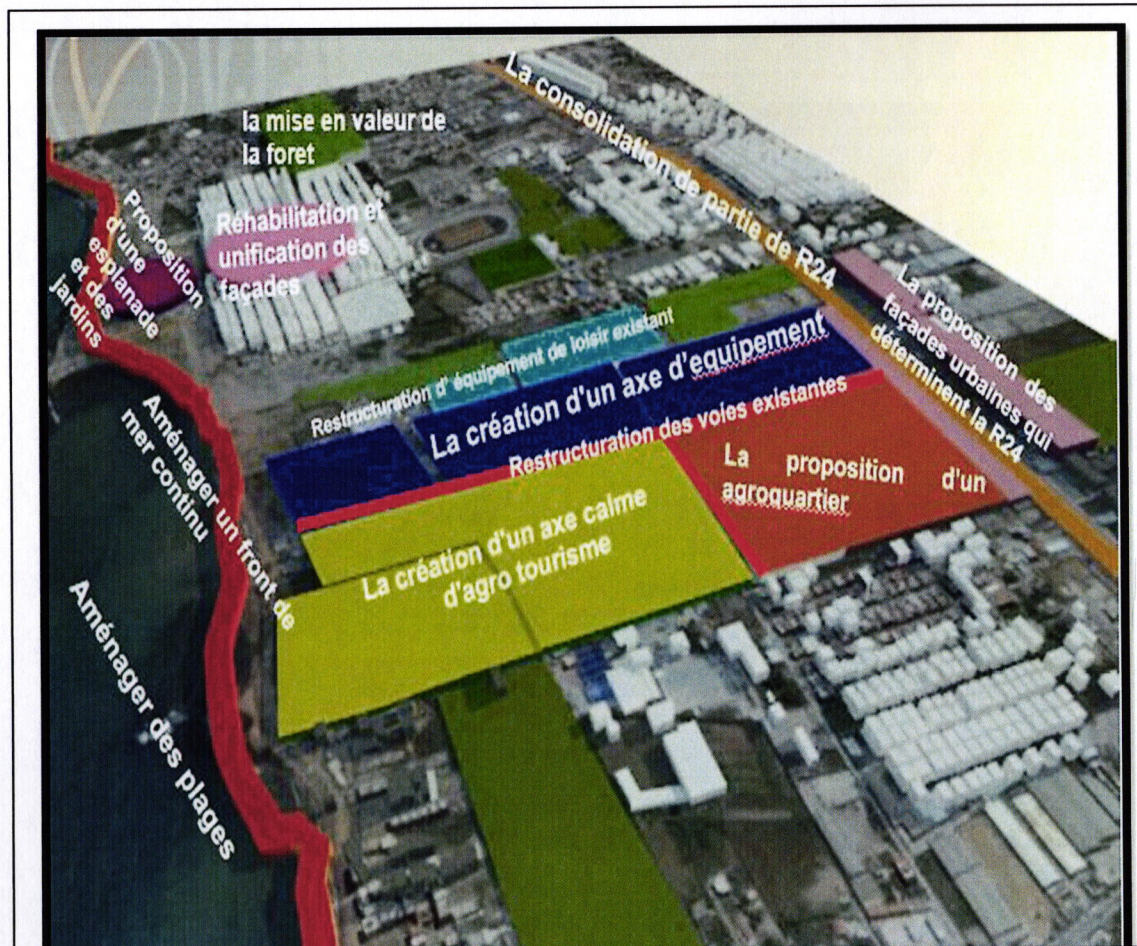 la mise en valeur de
la foret
La consolidation de partie de R24
Proposition
d'une
esplanade
et des
jardins
Réhabilitation et
unification des
façades
La proposition des
façades urbaines qui
déterminent la R24
Restructuration d' équipement de loisir existant
La création d'un axe d'equipement
Restructuration des voies existantes
La proposition d'un
agroquartier
La création d'un axe calme
d'agro tourisme
Aménager un front de
mer continu
Aménager des plages